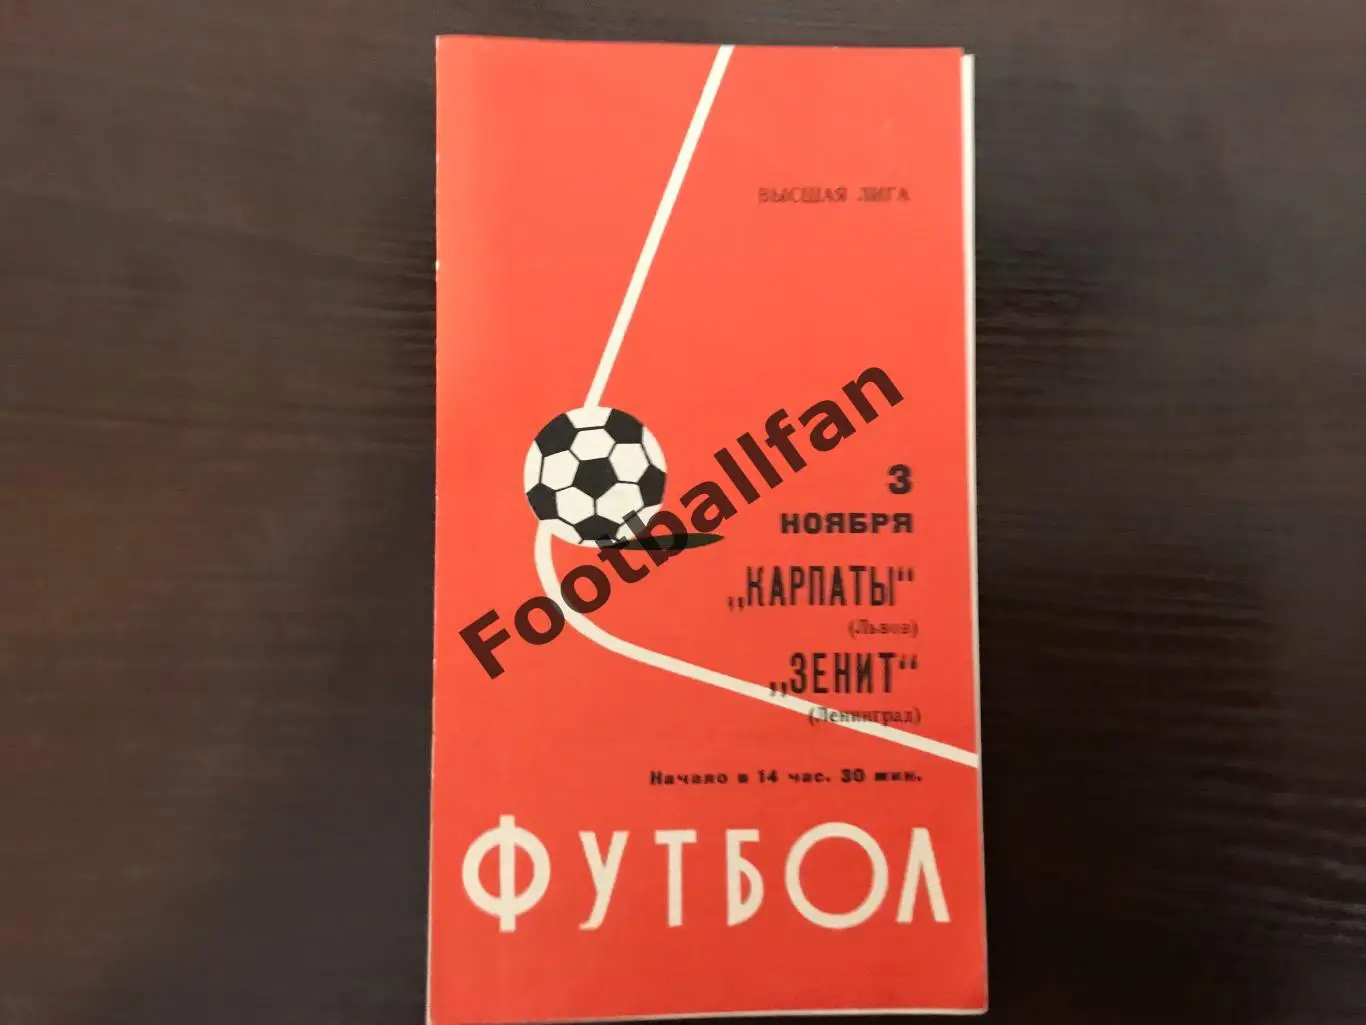 ВЫСШАЯ ЛИГА
Footballfan
3
НОЯБРЯ
„КАРПАТЫ“
(Львов)
„ЗЕНИТ“
(Ленинград)
Начало в 14 час. 30 мин.
ФУТБОЛ